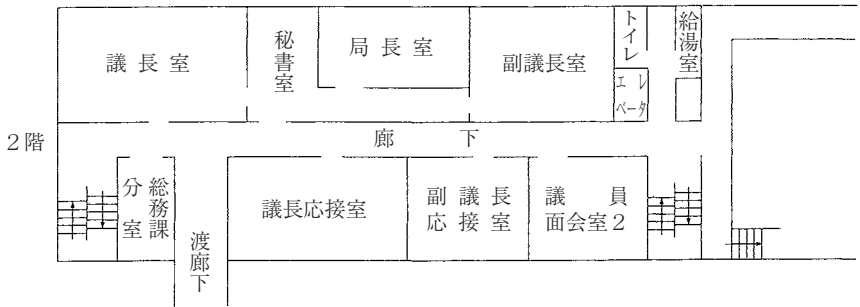 2階
議長室
秘書室
局長室
副議長室
トイレ
エレベータ
給湯室
廊下
総務課
分室
渡廊下
議長応接室
副議長
応接室
議員
面会室2